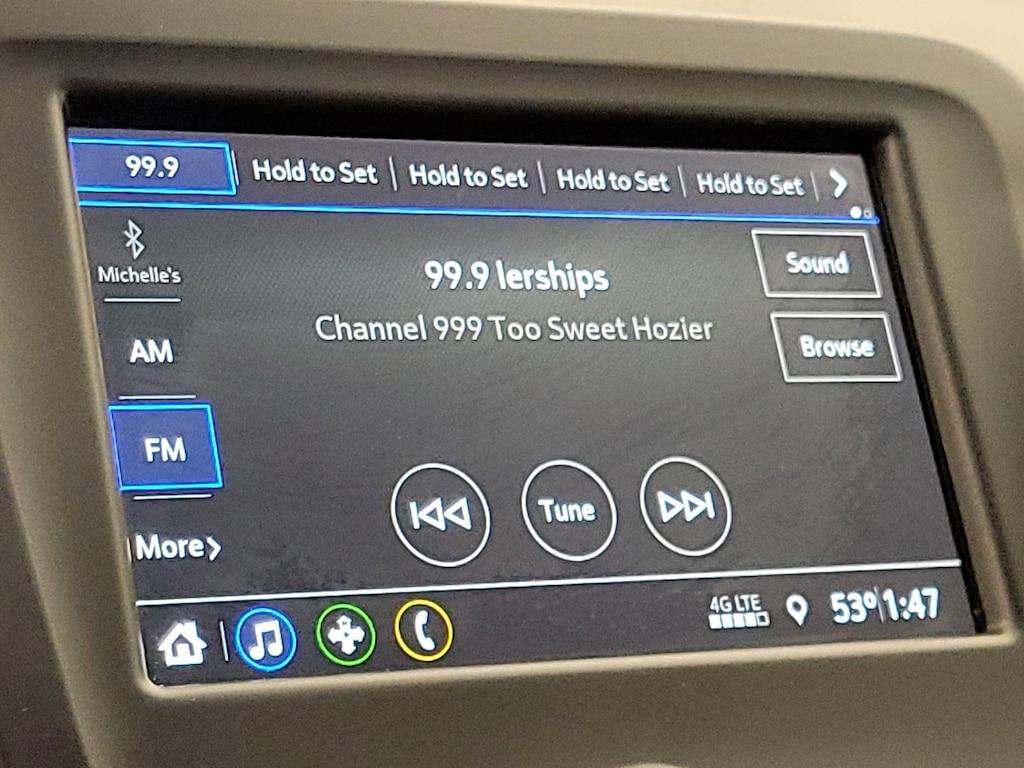 99.9 | Hold to Set | Hold to Set | Hold to Set | Hold to Set
Michelle's
Sound
99.9 lerships
Channel 999 Too Sweet Hozier
AM
Browse
FM
Tune
More
4G LTE
53° 1:47